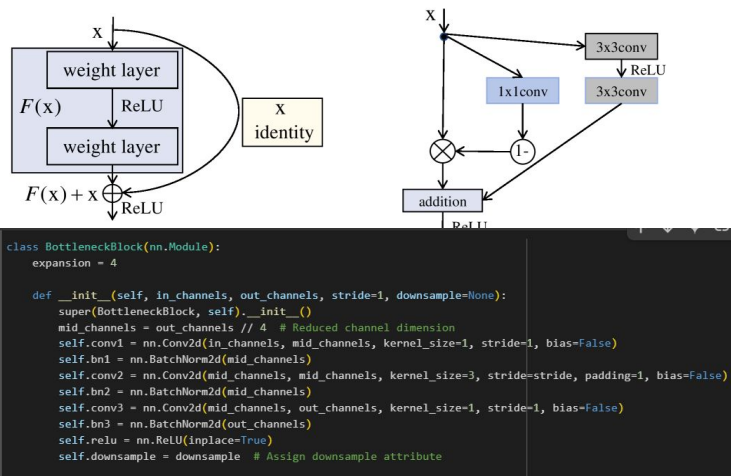 x
weight layer
F(x)
ReLU
weight layer
x
identity
F(x) + x
ReLU
x
3x3conv
ReLU
1x1conv
3x3conv
1-
addition
ReLU
class BottleneckBlock(nn.Module):
    expansion = 4
    def __init__(self, in_channels, out_channels, stride=1, downsample=None):
        super(BottleneckBlock, self).__init__()
        mid_channels = out_channels // 4  # Reduced channel dimension
        self.conv1 = nn.Conv2d(in_channels, mid_channels, kernel_size=1, stride=1, bias=False)
        self.bn1 = nn.BatchNorm2d(mid_channels)
        self.conv2 = nn.Conv2d(mid_channels, mid_channels, kernel_size=3, stride=stride, padding=1, bias=False)
        self.bn2 = nn.BatchNorm2d(mid_channels)
        self.conv3 = nn.Conv2d(mid_channels, out_channels, kernel_size=1, stride=1, bias=False)
        self.bn3 = nn.BatchNorm2d(out_channels)
        self.relu = nn.ReLU(inplace=True)
        self.downsample = downsample  # Assign downsample attribute